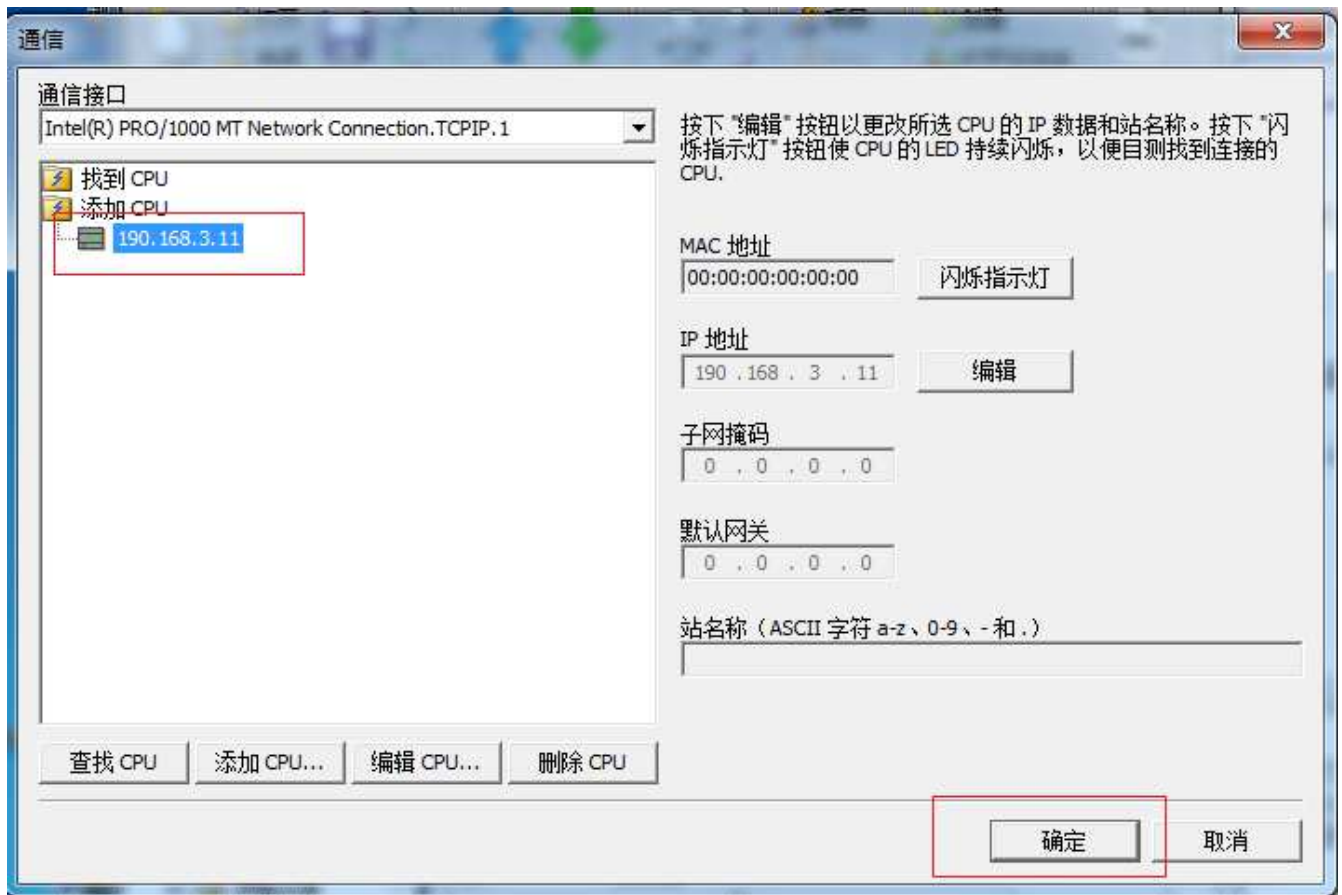 通信
通信接口
Intel(R) PRO/1000 MT Network Connection.TCPIP.1
找到 CPU
添加 CPU
190.168.3.11
按下 "编辑" 按钮以更改所选 CPU 的 IP 数据和站名称。按下 "闪
烁指示灯" 按钮使 CPU 的 LED 持续闪烁，以便目测找到连接的
CPU.
MAC 地址
00:00:00:00:00:00
闪烁指示灯
IP 地址
190 . 168 . 3 . 11
编辑
子网掩码
0 . 0 . 0 . 0
默认网关
0 . 0 . 0 . 0
站名称（ASCII 字符 a-z、0-9、- 和 .）
查找 CPU
添加 CPU...
编辑 CPU...
删除 CPU
确定
取消